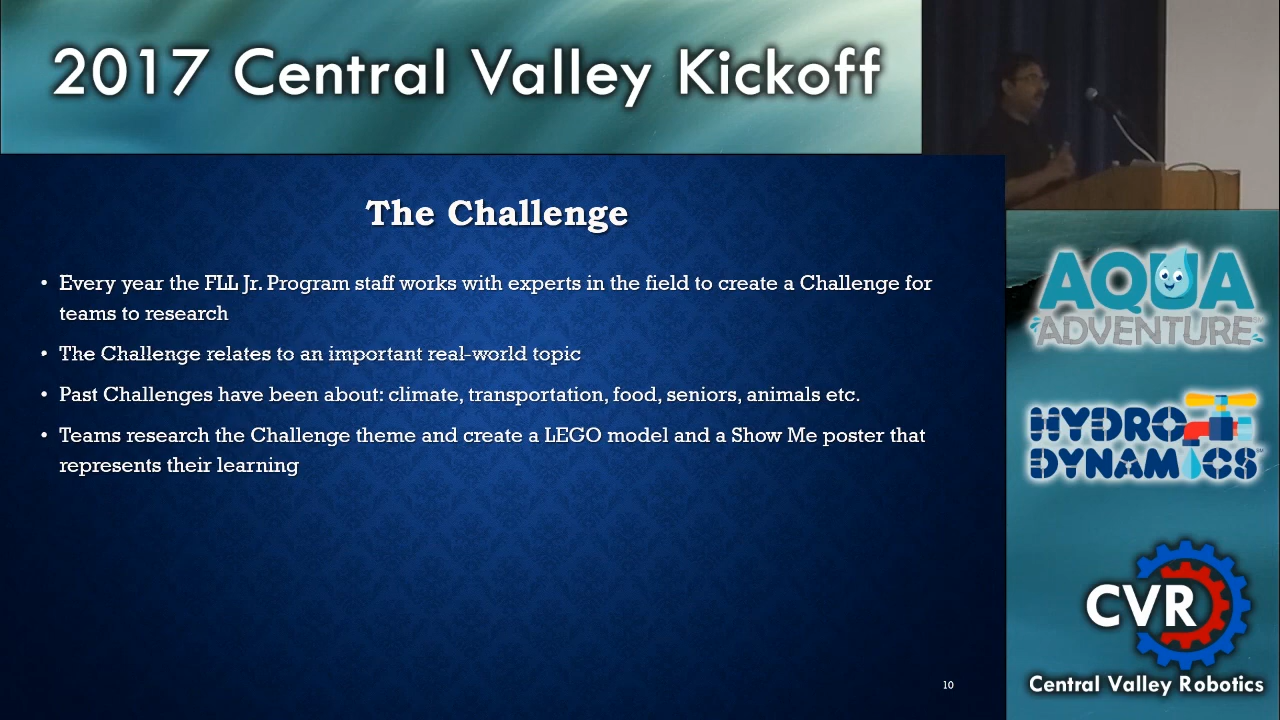 2017 Central Valley Kickoff
The Challenge
• Every year the FLL Jr. Program staff works with experts in the field to create a Challenge for
teams to research
• The Challenge relates to an important real-world topic
• Past Challenges have been about: climate, transportation, food, seniors, animals etc.
• Teams research the Challenge theme and create a LEGO model and a Show Me poster that
represents their learning
10
AQUA
ADVENTURE
HYDRO
DYNAMICS
CVR
Central Valley Robotics